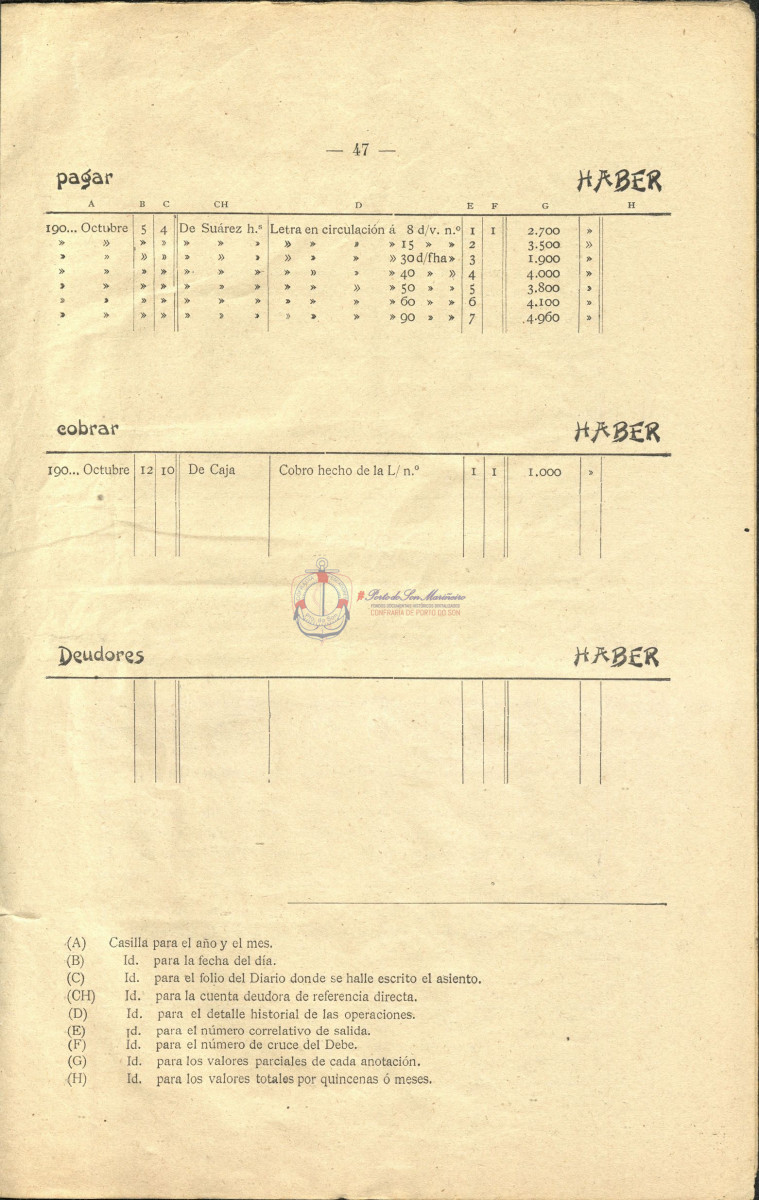 — 47 —
pagar HABER
A B C CH D E F G H
190... Octubre 5 4 De Suárez h.ˢ Letra en circulación á 8 d/v. n.º 1 1 2.700 »
» » » » » » » » » » » 15 » » 2 3.500 »
» » » » » » » » » » » 30 d/fha » 3 1.900 »
» » » » » » » » » » » 40 » » 4 4.000 »
» » » » » » » » » » » 50 » » 5 3.800 »
» » » » » » » » » » » 60 » » 6 4.100 »
» » » » » » » » » » » 90 » » 7 4.960 »
cobrar HABER
190... Octubre 12 10 De Caja Cobro hecho de la L/ n.º 1 1 1.000 »
Porto do Son Mariñeiro
CONFRARÍA DE PORTO DO SON
Deudores HABER
(A) Casilla para el año y el mes.
(B) Id. para la fecha del día.
(C) Id. para el folio del Diario donde se halle escrito el asiento.
(CH) Id. para la cuenta deudora de referencia directa.
(D) Id. para el detalle historial de las operaciones.
(E) Id. para el número correlativo de salida.
(F) Id. para el número de cruce del Debe.
(G) Id. para los valores parciales de cada anotación.
(H) Id. para los valores totales por quincenas ó meses.